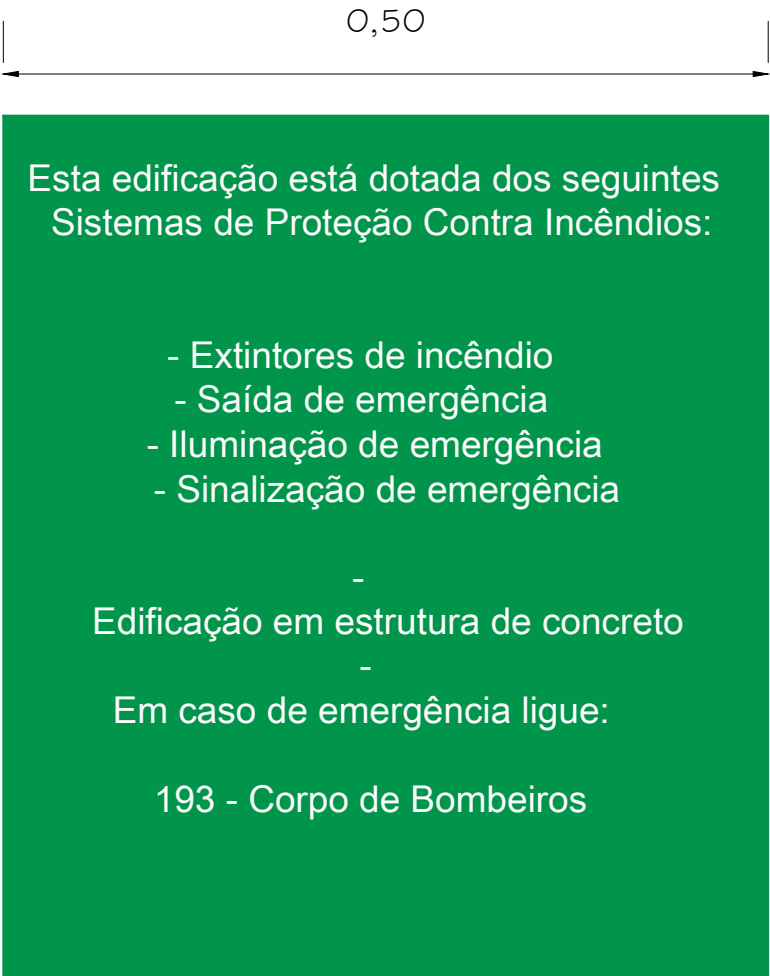 0,50
Esta edificação está dotada dos seguintes
Sistemas de Proteção Contra Incêndios:
- Extintores de incêndio
- Saída de emergência
- Iluminação de emergência
- Sinalização de emergência
-
Edificação em estrutura de concreto
-
Em caso de emergência ligue:
193 - Corpo de Bombeiros